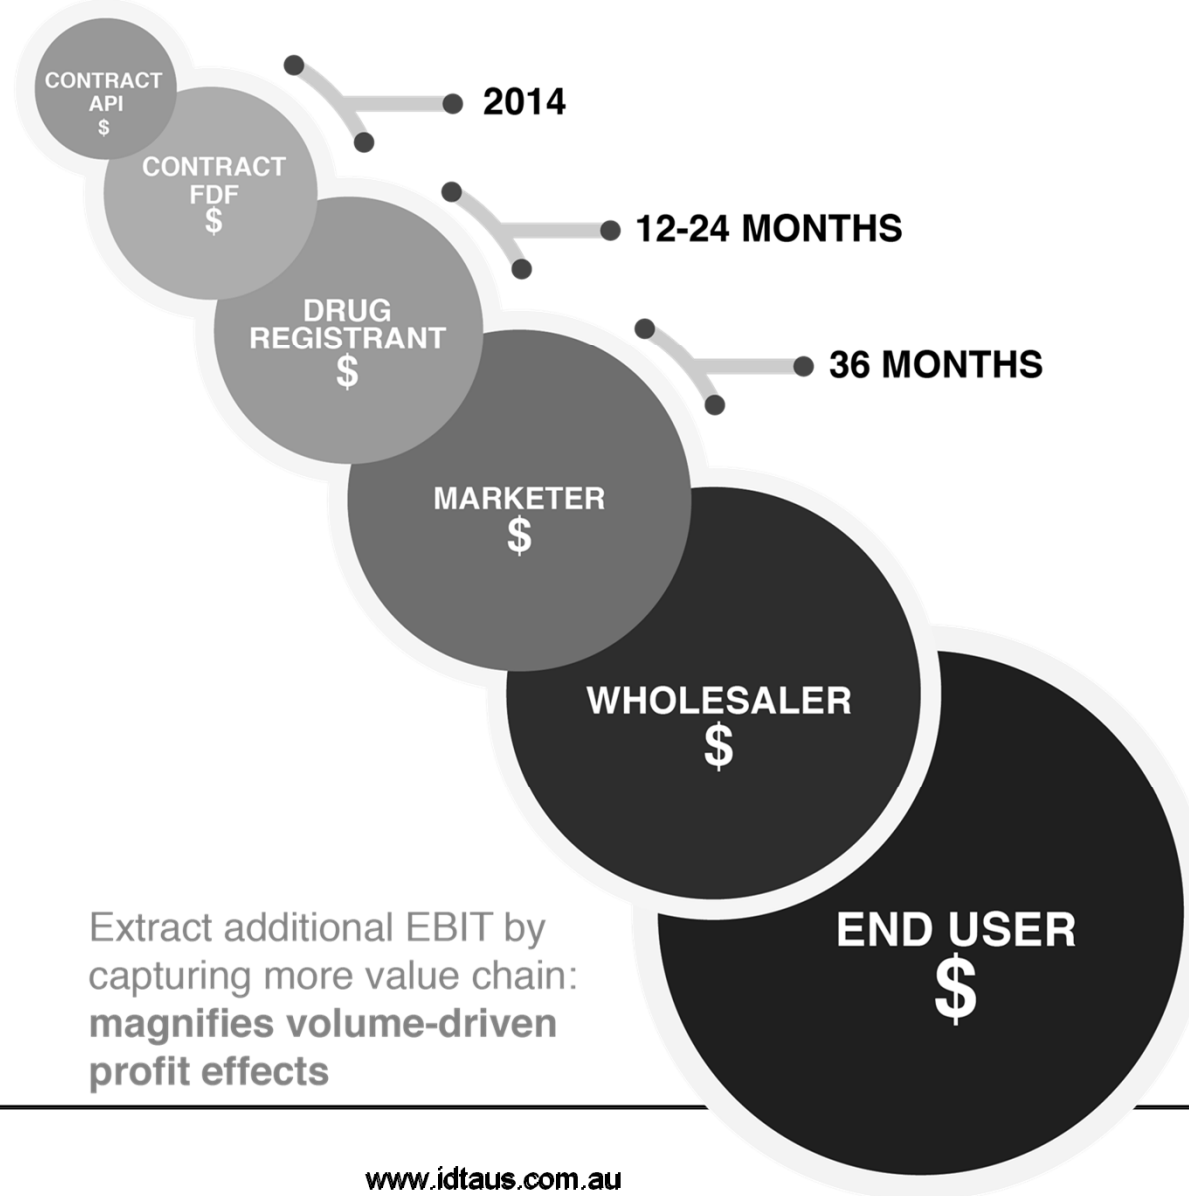 CONTRACT
API
$
2014
CONTRACT
FDF
$
12-24 MONTHS
DRUG
REGISTRANT
$
36 MONTHS
MARKETER
$
WHOLESALER
$
END USER
$
Extract additional EBIT by
capturing more value chain:
magnifies volume-driven
profit effects
www.idtaus.com.au